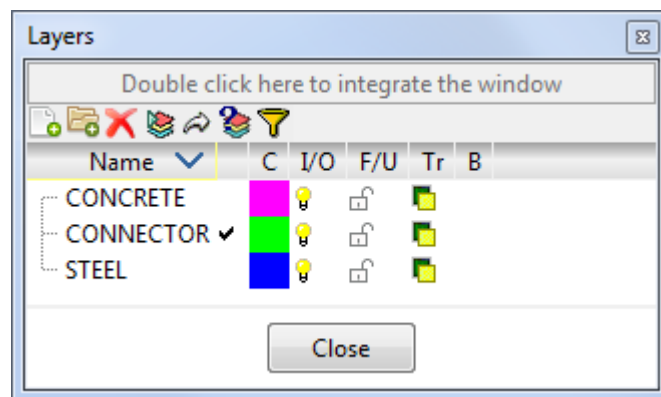 Layers
Double click here to integrate the window
Name C I/O F/U Tr B
CONCRETE
CONNECTOR
STEEL
Close